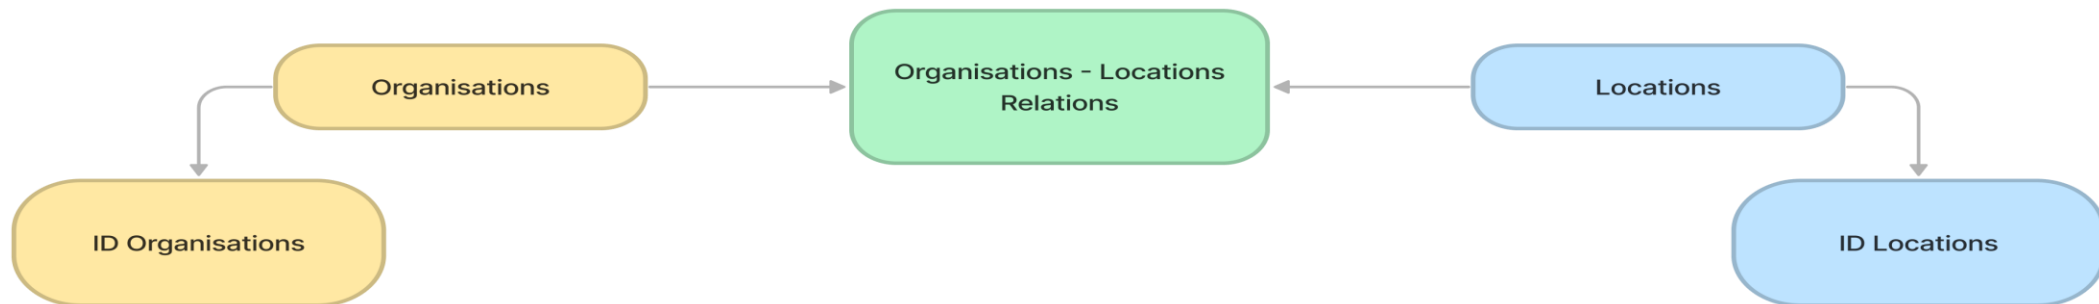 Organisations
Organisations - Locations
Relations
Locations
ID Organisations
ID Locations